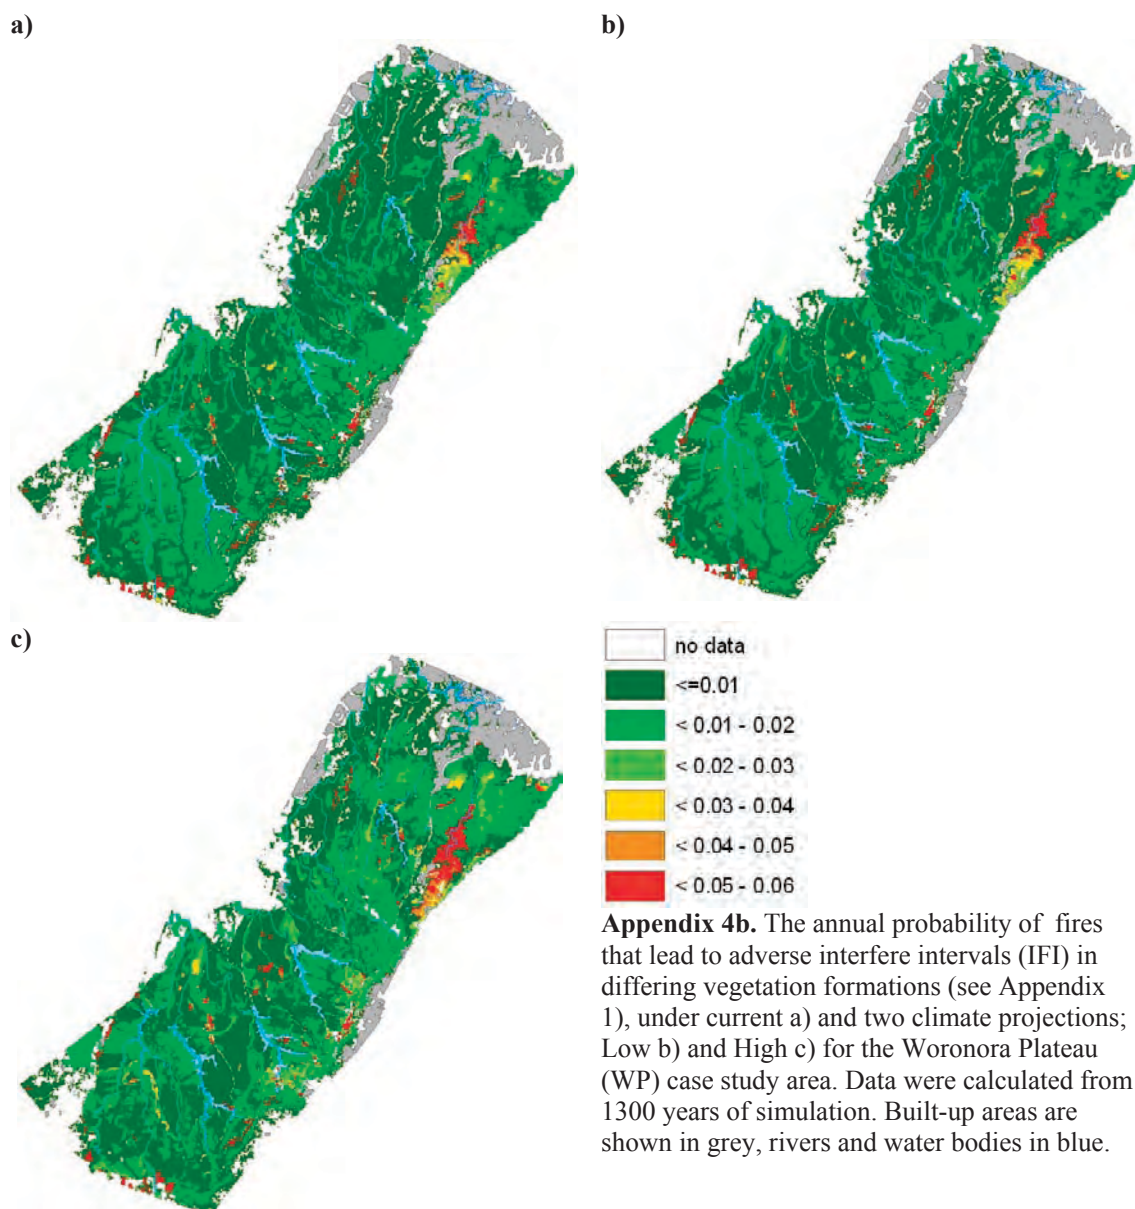 a)
b)
c)
no data
<=0.01
< 0.01 - 0.02
< 0.02 - 0.03
< 0.03 - 0.04
< 0.04 - 0.05
< 0.05 - 0.06
Appendix 4b. The annual probability of fires
that lead to adverse interfere intervals (IFI) in
differing vegetation formations (see Appendix
1), under current a) and two climate projections;
Low b) and High c) for the Woronora Plateau
(WP) case study area. Data were calculated from
1300 years of simulation. Built-up areas are
shown in grey, rivers and water bodies in blue.